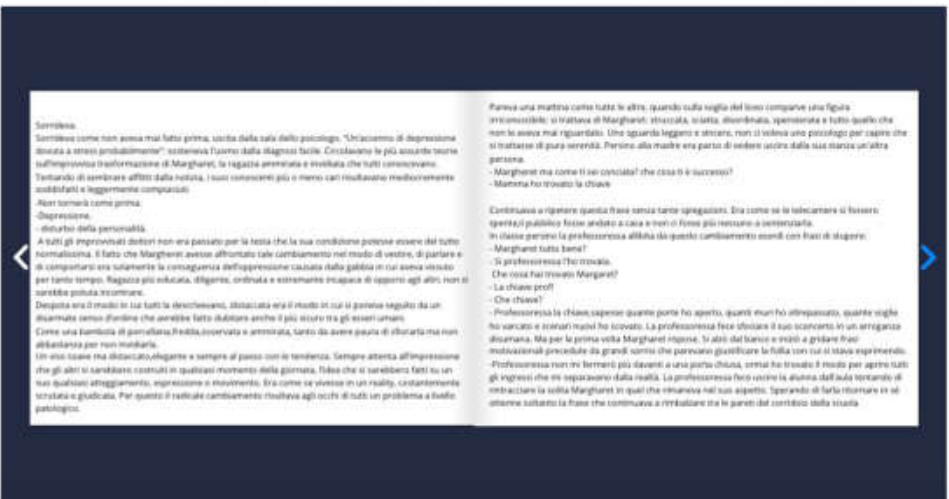 Sorrideva.
Sorrideva come non aveva mai fatto prima, uscita dalla sala dello psicologo. "Un'accenno di depressione
dovuta a stress probabilmente": sosteneva l'uomo dalla diagnosi facile. Circolavano le più assurde teorie
sull'improvvisa trasformazione di Margharet, la ragazza ammirata e invidiata che tutti conoscevano.
Tentando di sembrare afflitti dalla notizia, i suoi conoscenti più o meno cari risultavano mediocremente
soddisfatti e leggermente compiaciuti.
-Non tornerà come prima.
-Depressione.
- disturbo della personalità.
A tutti gli improvvisati dottori non era passato per la testa che la sua condizione potesse essere del tutto
normalissima. Il fatto che Margheret avesse affrontato tale cambiamento nel modo di vestire, di parlare e
di comportarsi era solamente la conseguenza dell'oppressione causata dalla gabbia in cui aveva vissuto
per tanto tempo. Ragazza più educata, diligente, ordinata e estremante incapace di opporsi agli altri, non si
sarebbe potuta incontrare.
Despota era il modo in cui tutti la descrivevano, distaccata era il modo in cui si poneva seguito da un
disarmate senso d'ordine che avrebbe fatto dubitare anche il più sicuro tra gli esseri umani.
Come una bambola di porcellana,fredda,osservata e ammirata, tanto da avere paura di sfiorarla ma non
abbastanza per non invidiarla.
Un viso soave ma distaccato,elegante e sempre al passo con le tendenze. Sempre attenta all'impressione
che gli altri si sarebbero costruiti in qualsiasi momento della giornata, l'idea che si sarebbero fatti su un
suo qualsiasi atteggiamento, espressione o movimento. Era come se vivesse in un reality, costantemente
scrutata e giudicata. Per questo il radicale cambiamento risultava agli occhi di tutti un problema a livello
patologico.
Pareva una mattina come tutte le altre, quando sulla soglia del liceo comparve una figura
irriconoscibile: si trattava di Margharet: struccata, sciatta, disordinata, spensierata e tutto quello che
non le aveva mai riguardato. Uno sguardo leggero e sincero, non ci voleva uno psicologo per capire che
si trattasse di pura serenità. Persino alla madre era parso di vedere uscire dalla sua stanza un'altra
persona.
- Margheret ma come ti sei conciata? che cosa ti è successo?
- Mamma ho trovato la chiave
Continuava a ripetere questa frase senza tante spiegazioni. Era come se le telecamere si fossero
spente,il pubblico fosse andato a casa e non ci fosse più nessuno a sentenziarla.
In classe persino la professoressa allibita da questo cambiamento esordì con frasi di stupore:
- Margharet tutto bene?
- Sì professoressa l'ho trovata.
Che cosa hai trovato Margaret?
- La chiave prof!
- Che chiave?
- Professoressa la chiave,sapesse quante porte ho aperto, quanti muri ho oltrepassato, quante soglie
ho varcato e scenari nuovi ho scovato. La professoressa fece sfociare il suo sconcerto in un arroganza
disumana. Ma per la prima volta Margharet rispose. Si alzò dal banco e iniziò a gridare frasi
motivazionali precedute da grandi sorrisi che parevano giustificare la follia con cui si stava esprimendo.
-Professoressa non mi fermerò più davanti a una porta chiusa, ormai ho trovato il modo per aprire tutti
gli ingressi che mi separavano dalla realtà. La professoressa fece uscire la alunna dall'aula tentando di
rintracciare la solita Margharet in quel che rimaneva nel suo aspetto. Sperando di farla ritornare in sé
ottenne soltanto la frase che continuava a rimbalzare tra le pareti del corridoio della scuola